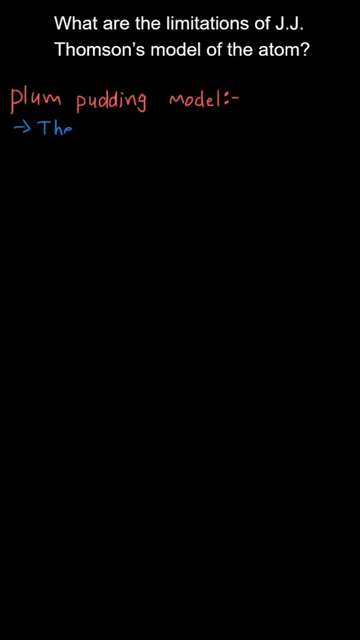 What are the limitations of J.J.
Thomson’s model of the atom?
Plum pudding model:-
→ The